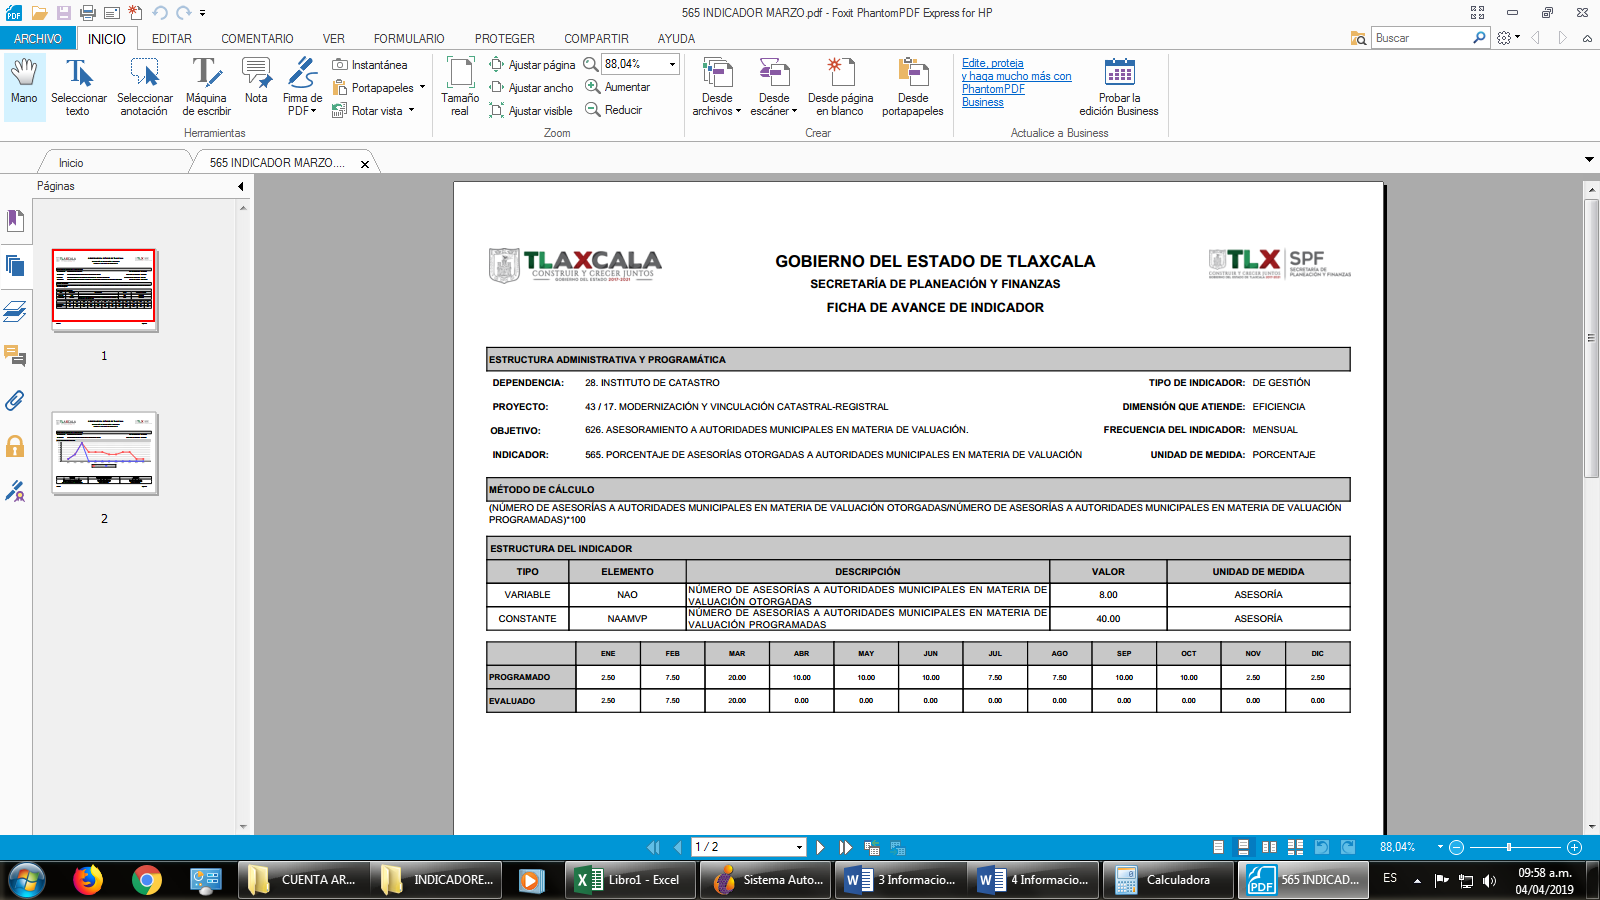 565 INDICADOR MARZO.pdf - Foxit PhantomPDF Express for HP
ARCHIVO INICIO EDITAR COMENTARIO VER FORMULARIO PROTEGER COMPARTIR AYUDA Buscar
Mano
Seleccionar texto
Seleccionar anotación
Máquina de escribir
Nota
Firma de PDF
Instantánea
Portapapeles
Rotar vista
Herramientas
Tamaño real
Ajustar página
Ajustar ancho
Ajustar visible
88,04%
Aumentar
Reducir
Zoom
Desde archivos
Desde escáner
Desde página en blanco
Desde portapapeles
Crear
Edite, proteja
y haga mucho más con
PhantomPDF
Business
Probar la edición Business
Actualice a Business
Inicio
565 INDICADOR MARZO....
Páginas
1
2
TLAXCALA
CONSTRUIR Y CRECER JUNTOS
GOBIERNO DEL ESTADO 2017-2021
GOBIERNO DEL ESTADO DE TLAXCALA
SECRETARÍA DE PLANEACIÓN Y FINANZAS
FICHA DE AVANCE DE INDICADOR
TLX
CONSTRUIR Y CRECER JUNTOS
SPF
SECRETARÍA DE
PLANEACIÓN Y FINANZAS
ESTRUCTURA ADMINISTRATIVA Y PROGRAMÁTICA
DEPENDENCIA: 28. INSTITUTO DE CATASTRO TIPO DE INDICADOR: DE GESTIÓN
PROYECTO: 43 / 17. MODERNIZACIÓN Y VINCULACIÓN CATASTRAL-REGISTRAL DIMENSIÓN QUE ATIENDE: EFICIENCIA
OBJETIVO: 626. ASESORAMIENTO A AUTORIDADES MUNICIPALES EN MATERIA DE VALUACIÓN. FRECUENCIA DEL INDICADOR: MENSUAL
INDICADOR: 565. PORCENTAJE DE ASESORÍAS OTORGADAS A AUTORIDADES MUNICIPALES EN MATERIA DE VALUACIÓN UNIDAD DE MEDIDA: PORCENTAJE
MÉTODO DE CÁLCULO
(NÚMERO DE ASESORÍAS A AUTORIDADES MUNICIPALES EN MATERIA DE VALUACIÓN OTORGADAS/NÚMERO DE ASESORÍAS A AUTORIDADES MUNICIPALES EN MATERIA DE VALUACIÓN
PROGRAMADAS)*100
ESTRUCTURA DEL INDICADOR
TIPO ELEMENTO DESCRIPCIÓN VALOR UNIDAD DE MEDIDA
VARIABLE NAO NÚMERO DE ASESORÍAS A AUTORIDADES MUNICIPALES EN MATERIA DE VALUACIÓN OTORGADAS 8.00 ASESORÍA
CONSTANTE NAAMVP NÚMERO DE ASESORÍAS A AUTORIDADES MUNICIPALES EN MATERIA DE VALUACIÓN PROGRAMADAS 40.00 ASESORÍA
ENE FEB MAR ABR MAY JUN JUL AGO SEP OCT NOV DIC
PROGRAMADO 2.50 7.50 20.00 10.00 10.00 10.00 7.50 7.50 10.00 10.00 2.50 2.50
EVALUADO 2.50 7.50 20.00 0.00 0.00 0.00 0.00 0.00 0.00 0.00 0.00 0.00
1 / 2
88,04%
CUENTA AR...
INDICADORE...
Libro1 - Excel
Sistema Auto...
3 Informacio...
4 Informacio...
Calculadora
565 INDICAD...
ES
09:58 a.m.
04/04/2019